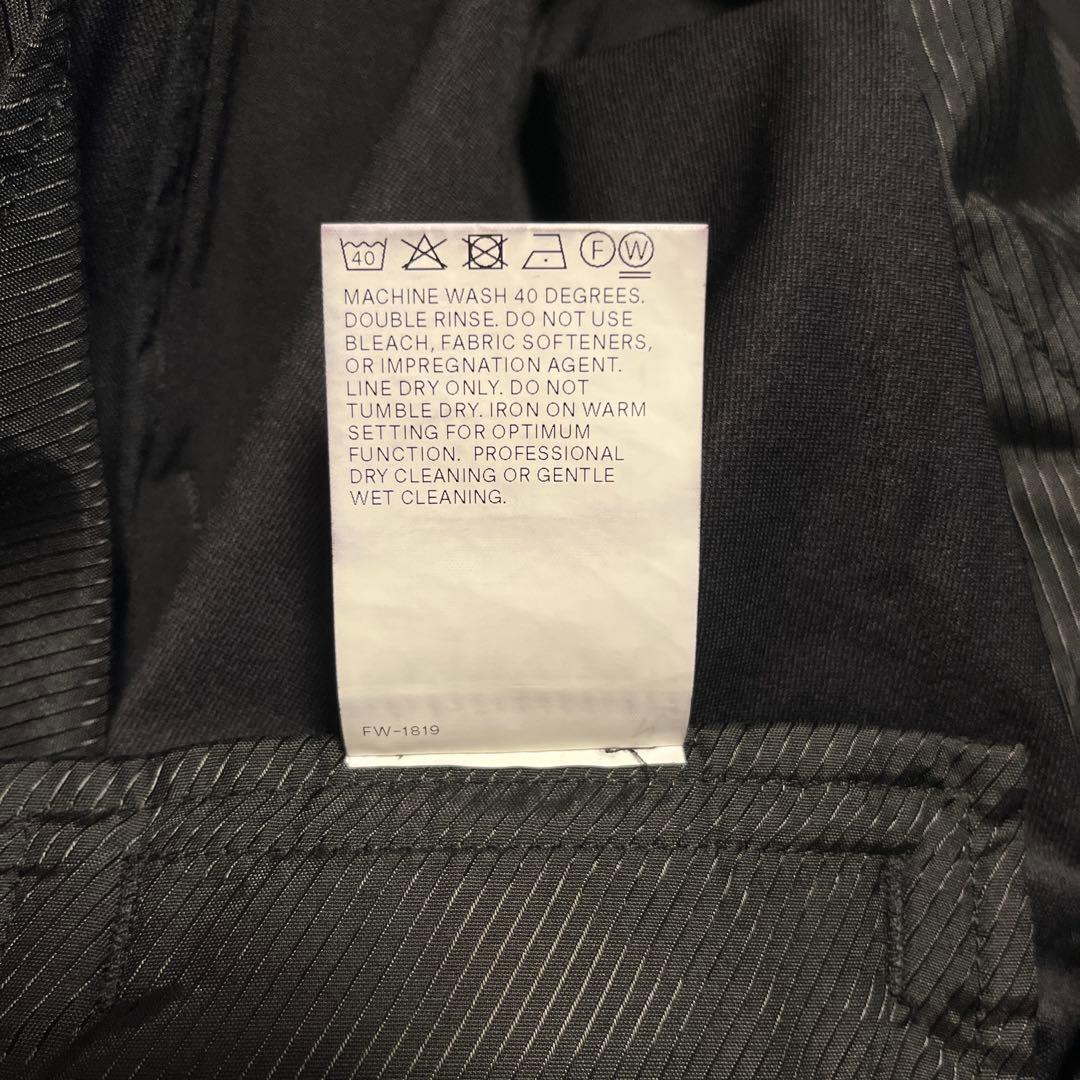 40 F W
MACHINE WASH 40 DEGREES.
DOUBLE RINSE. DO NOT USE
BLEACH, FABRIC SOFTENERS,
OR IMPREGNATION AGENT.
LINE DRY ONLY. DO NOT
TUMBLE DRY. IRON ON WARM
SETTING FOR OPTIMUM
FUNCTION. PROFESSIONAL
DRY CLEANING OR GENTLE
WET CLEANING.
FW-1819